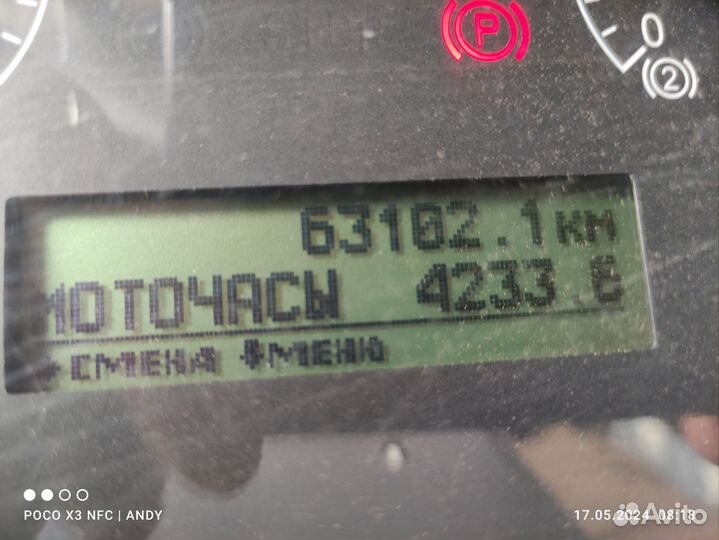 P
0
2
63102.1км
МОТОЧАСЫ 4233.6
СМЕНА МЕНЮ
POCO X3 NFC | ANDY
17.05.2024 08:18
Avito